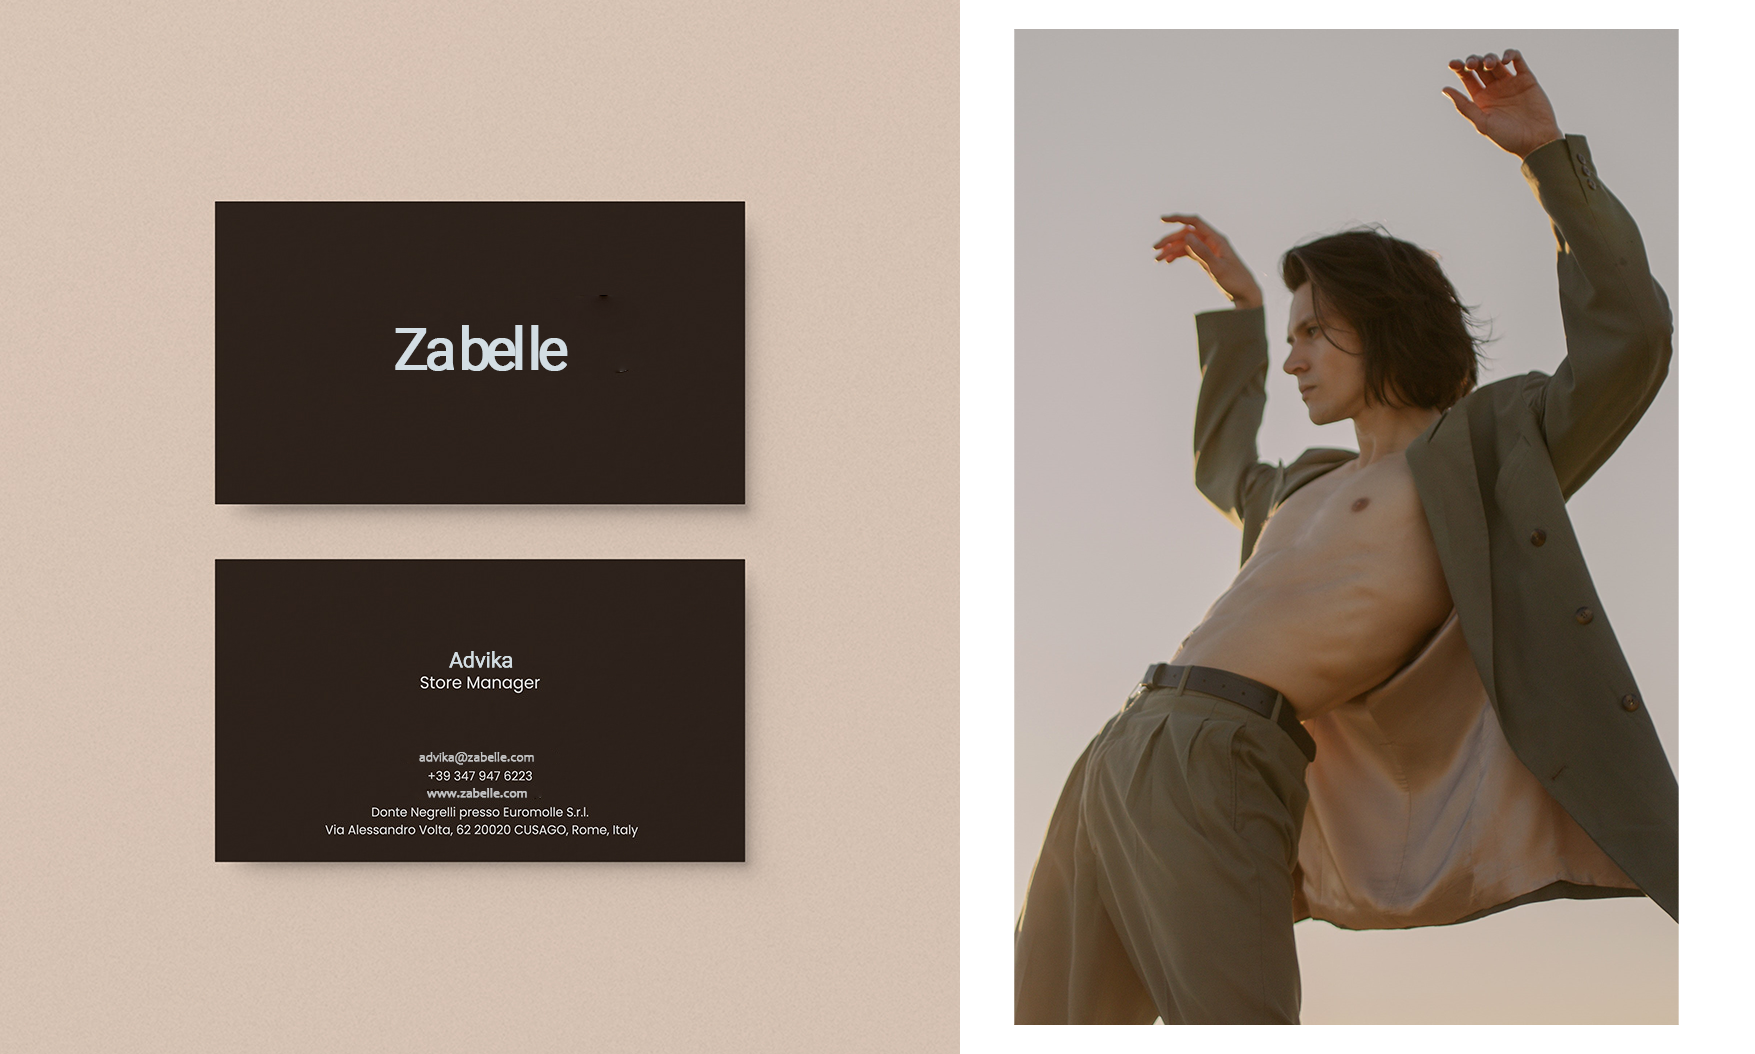 Zabelle
Advika
Store Manager
advika@zabelle.com
+39 347 947 6223
www.zabelle.com
Donte Negrelli presso Euromolle S.r.l.
Via Alessandro Volta, 62 20020 CUSAGO, Rome, Italy